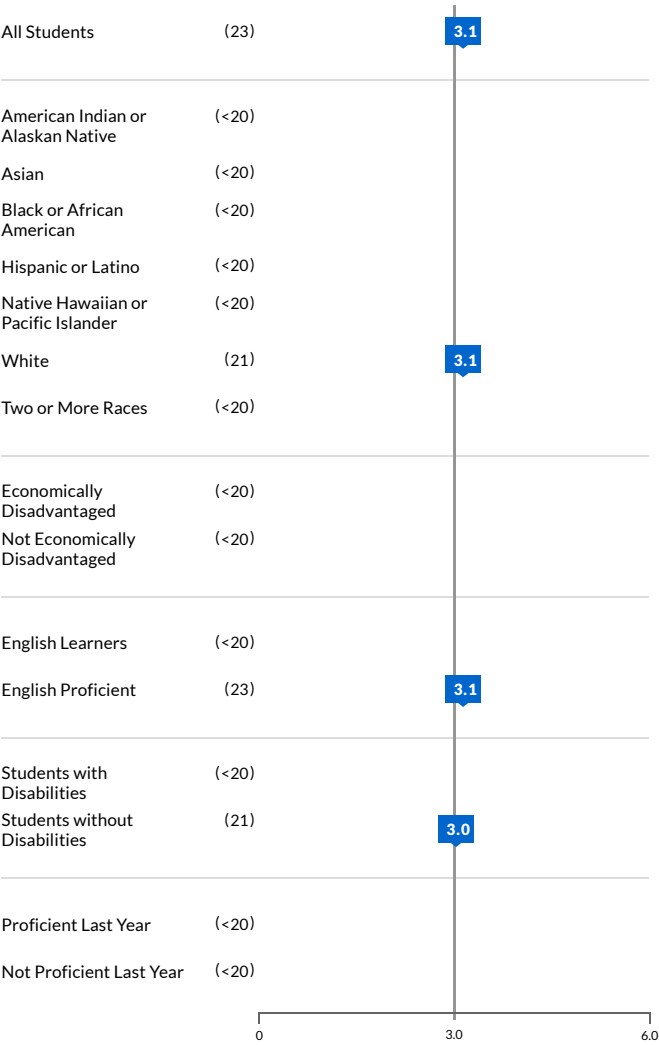 All Students (23) 3.1
American Indian or (<20)
Alaskan Native
Asian (<20)
Black or African (<20)
American
Hispanic or Latino (<20)
Native Hawaiian or (<20)
Pacific Islander
White (21) 3.1
Two or More Races (<20)
Economically (<20)
Disadvantaged
Not Economically (<20)
Disadvantaged
English Learners (<20)
English Proficient (23) 3.1
Students with (<20)
Disabilities
Students without (21) 3.0
Disabilities
Proficient Last Year (<20)
Not Proficient Last Year (<20)
0 3.0 6.0